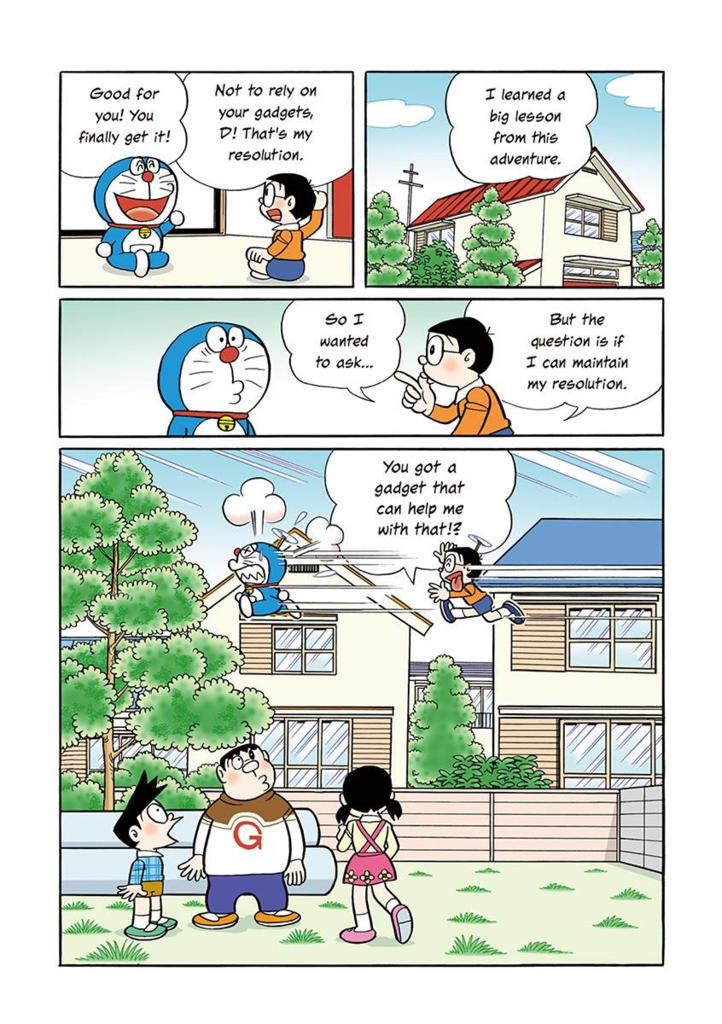 I learned a
big lesson
from this
adventure.
Not to rely on
your gadgets,
D! That's my
resolution.
Good for
you! You
finally get it!
But the
question is if
I can maintain
my resolution.
So I
wanted
to ask...
You got a
gadget that
can help me
with that!?
G